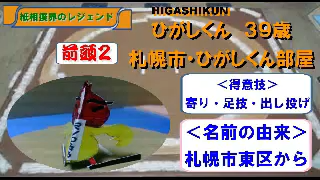 紙相撲界のレジェンド
HIGASHIKUN
ひがしくん　39歳
前頭2
札幌市・ひがしくん部屋
＜得意技＞
寄り・足技・出し投げ
＜名前の由来＞
札幌市東区から